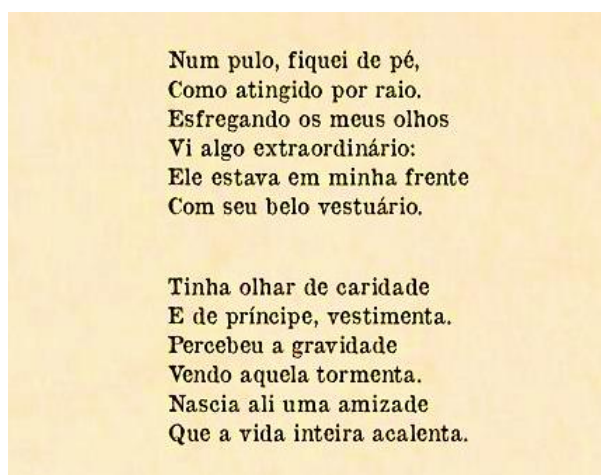 Num pulo, fiquei de pé,
Como atingido por raio.
Esfregando os meus olhos
Vi algo extraordinário:
Ele estava em minha frente
Com seu belo vestuário.
Tinha olhar de caridade
E de príncipe, vestimenta.
Percebeu a gravidade
Vendo aquela tormenta.
Nascia ali uma amizade
Que a vida inteira acalenta.